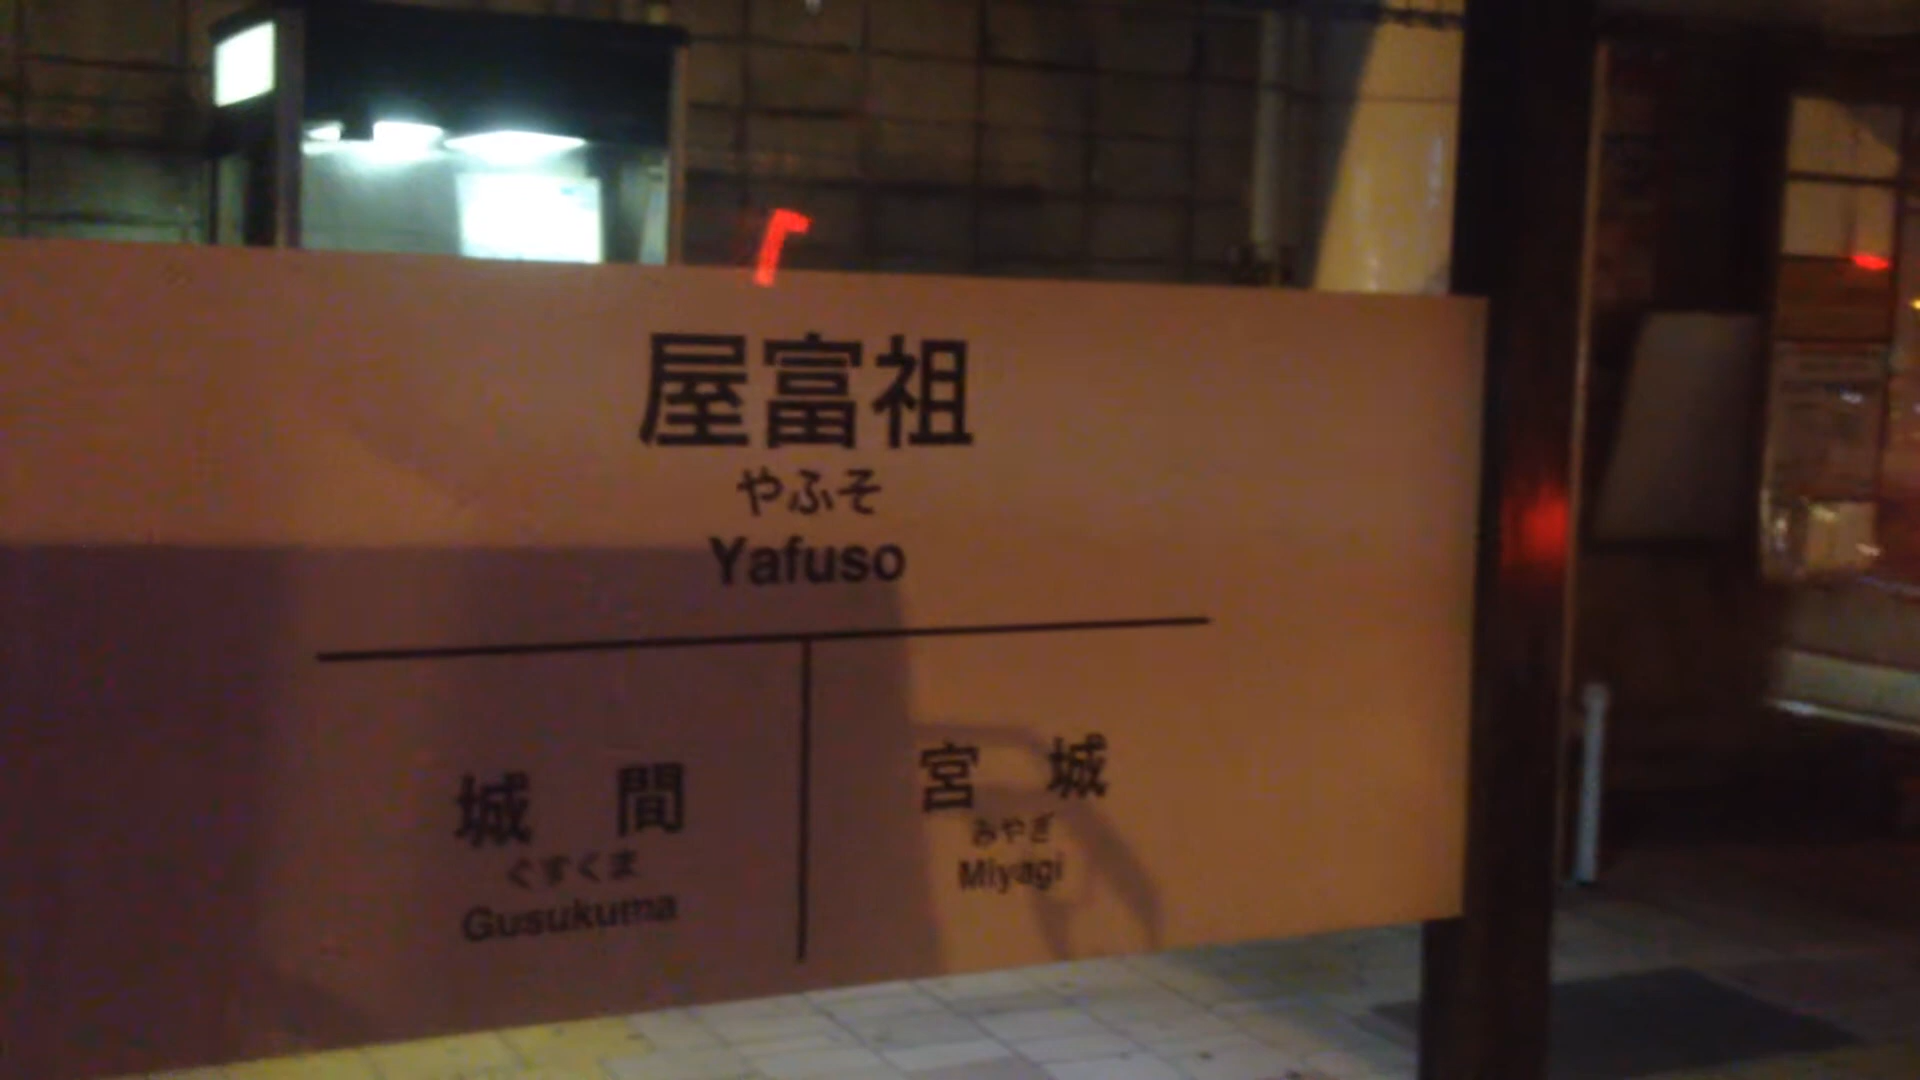 屋富祖
やふそ
Yafuso
城 間
ぐすくま
Gusukuma
宮 城
みやぎ
Miyagi